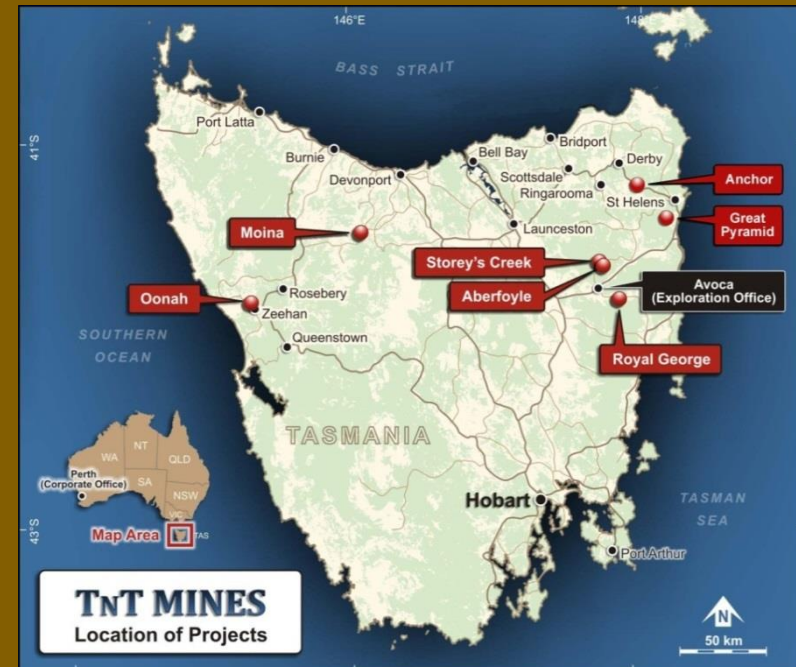 146°E
148°E
BASS STRAIT
Port Latta
41°S
Burnie
Devonport
Bell Bay
Bridport
Derby
Scottsdale
Ringarooma
St Helens
Anchor
Great
Pyramid
Launceston
Moina
Storey's Creek
Aberfoyle
Avoca
(Exploration Office)
Oonah
Rosebery
Zeehan
Queenstown
Royal George
SOUTHERN
OCEAN
TASMANIA
NT
WA
QLD
SA
NSW
VIC
TAS
Perth
(Corporate Office)
Map Area
Hobart
TASMAN
SEA
43°S
Port Arthur
TNT MINES
Location of Projects
N
50 km